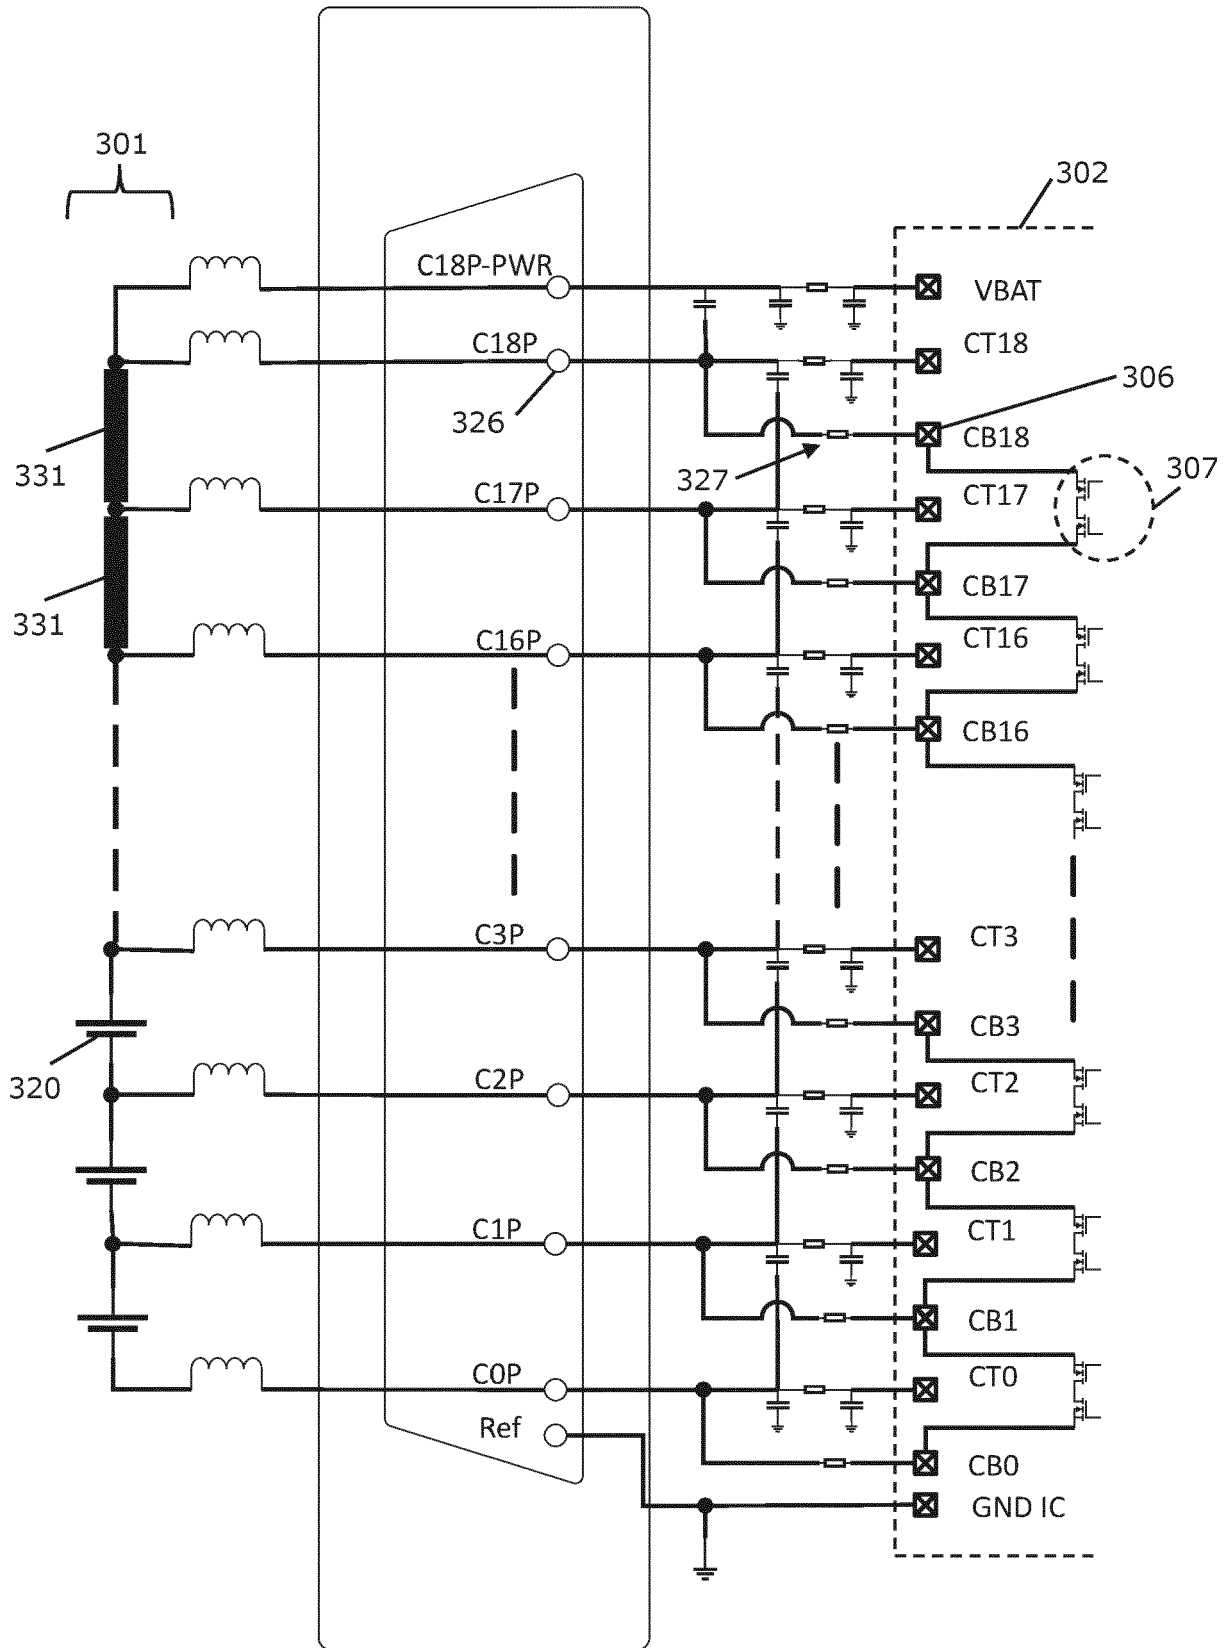 301
302
C18P-PWR
VBAT
C18P
CT18
326
306
331
CB18
327
307
C17P
CT17
331
CB17
C16P
CT16
CB16
C3P
CT3
CB3
320
C2P
CT2
CB2
C1P
CT1
CB1
C0P
CT0
Ref
CB0
GND IC